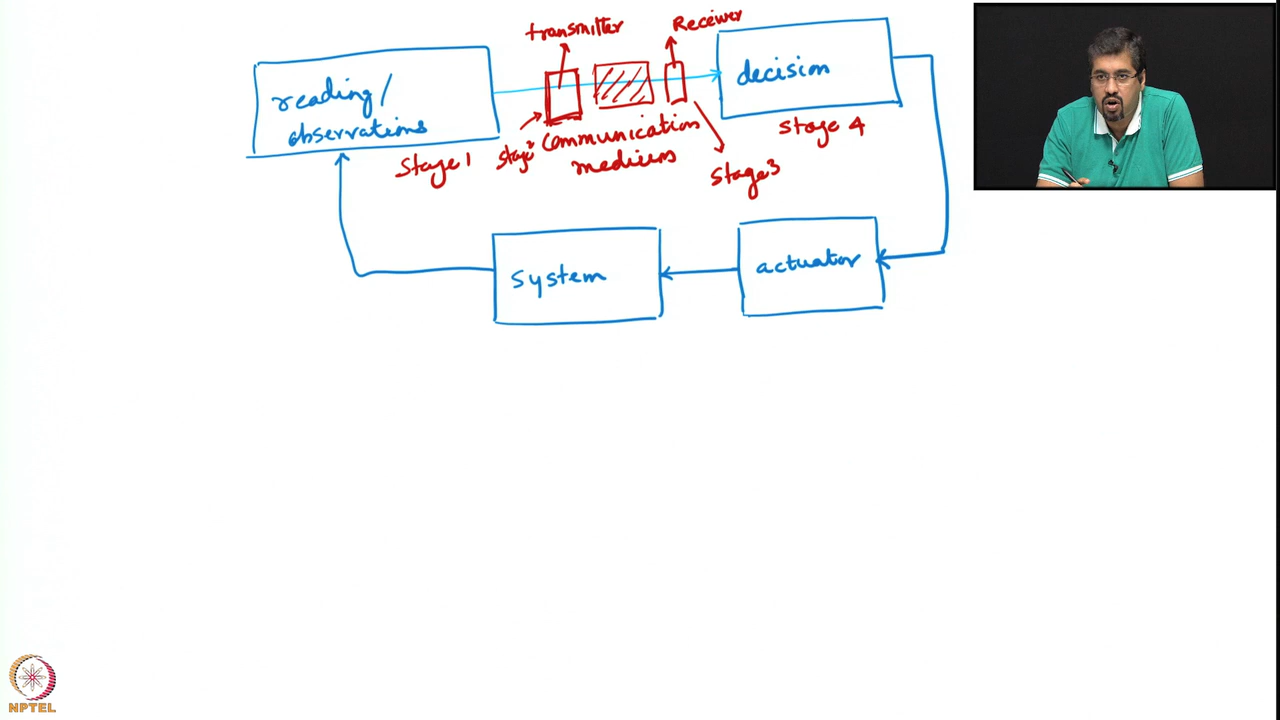 transmitter
Receiver
reading/
observations
decision
Communication
medium
stage 1
stage 2
stage 3
stage 4
system
actuator
NPTEL